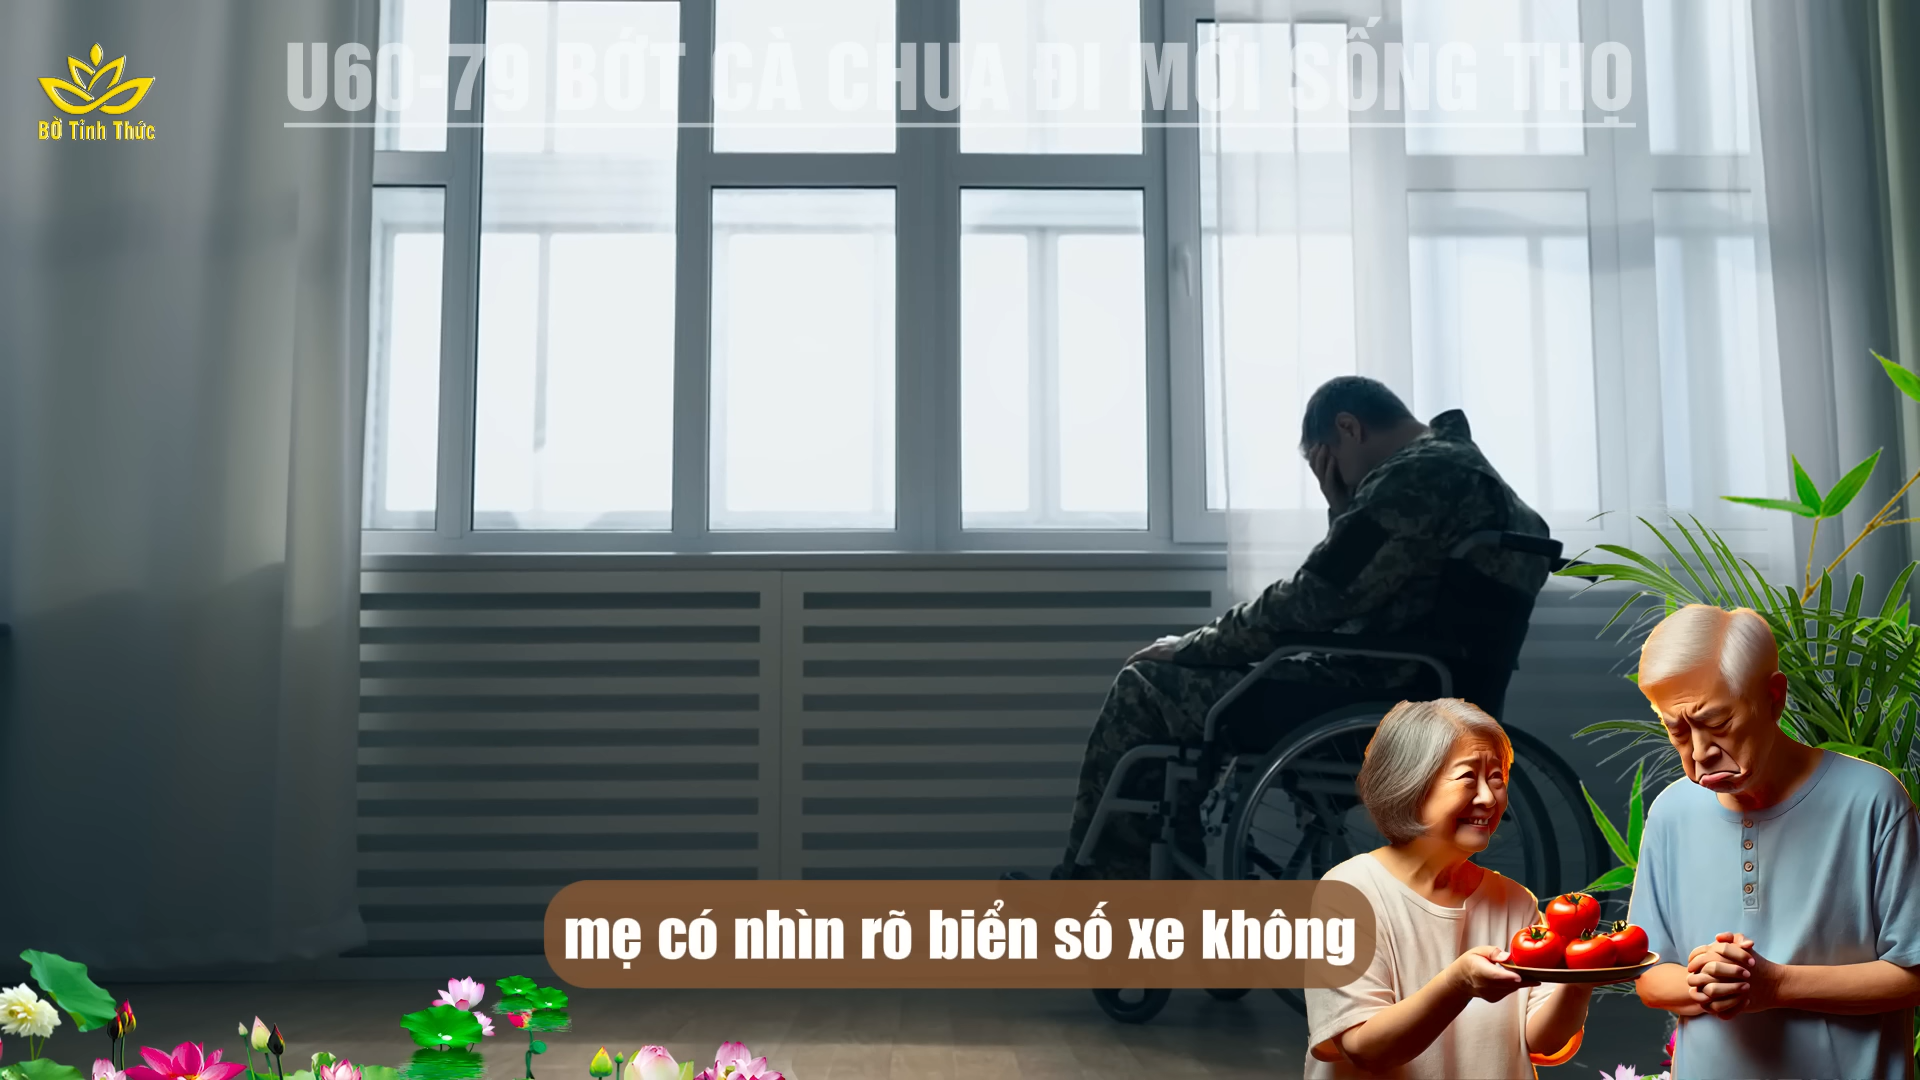 U60-79 BỚT CÀ CHUA ĐI MỚI SỐNG THỌ
BỜ Tỉnh Thức
mẹ có nhìn rõ biển số xe không